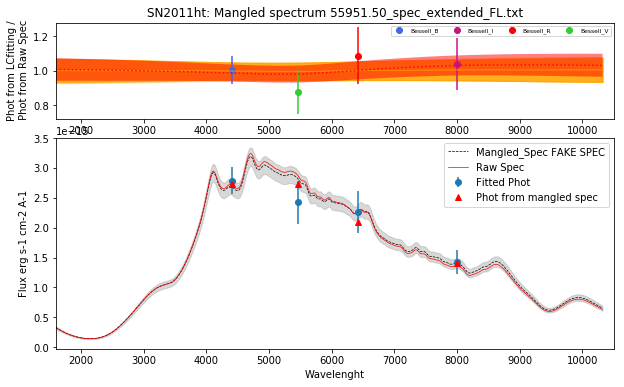 SN2011ht: Mangled spectrum 55951.50_spec_extended_FL.txt
Phot from LCfitting /
Phot from Raw Spec
1.2
1.0
0.8
Bessell_B
Bessell_I
Bessell_R
Bessell_V
2000 3000 4000 5000 6000 7000 8000 9000 10000
Flux erg s-1 cm-2 A-1
3.5
3.0
2.5
2.0
1.5
1.0
0.5
0.0
Mangled_Spec FAKE SPEC
Raw Spec
Fitted Phot
Phot from mangled spec
2000 3000 4000 5000 6000 7000 8000 9000 10000
Wavelenght